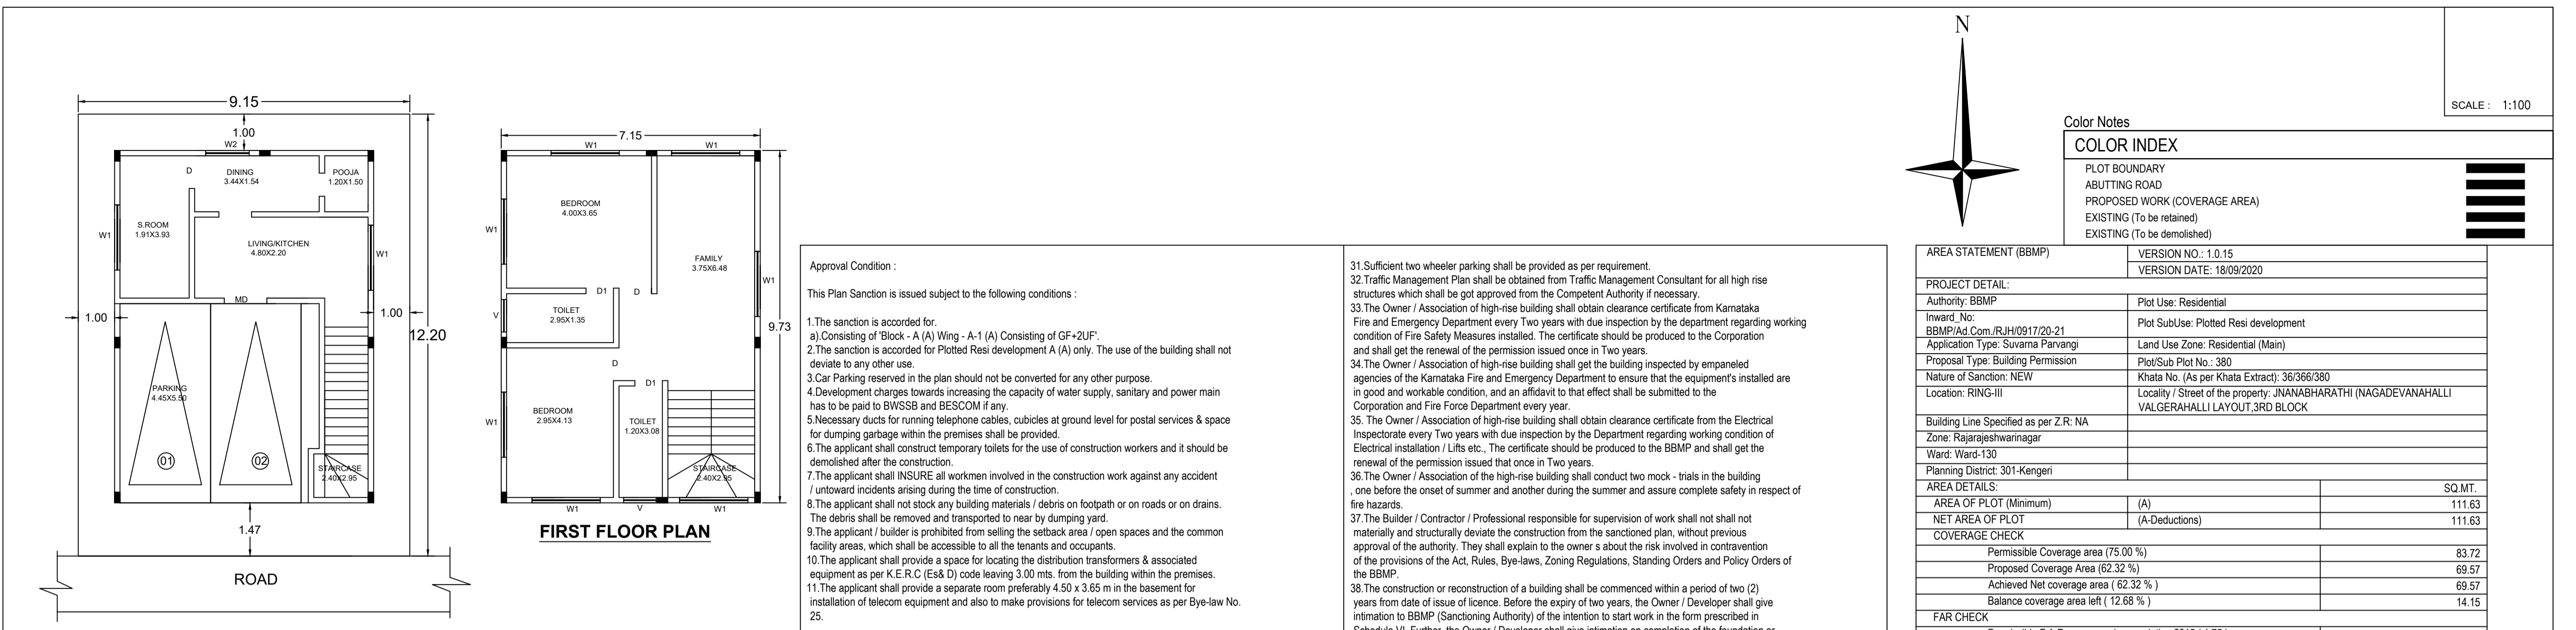 9.15
1.00
W2
D
DINING
3.44X1.54
POOJA
1.20X1.50
S.ROOM
1.91X3.93
W1
LIVING/KITCHEN
4.80X2.20
W1
MD
1.00
1.00
12.20
PARKING
4.45X5.50
01
02
STAIRCASE
2.40X2.95
1.47
ROAD
7.15
W1
W1
BEDROOM
4.00X3.65
W1
FAMILY
3.75X6.48
W1
D1
D
TOILET
2.95X1.35
V
9.73
D
D1
BEDROOM
2.95X4.13
W1
TOILET
1.20X3.08
STAIRCASE
2.40X2.95
W1
V
W1
FIRST FLOOR PLAN
Approval Condition :
This Plan Sanction is issued subject to the following conditions :
1.The sanction is accorded for.
a).Consisting of 'Block - A (A) Wing - A-1 (A) Consisting of GF+2UF'.
2.The sanction is accorded for Plotted Resi development A (A) only. The use of the building shall not
deviate to any other use.
3.Car Parking reserved in the plan should not be converted for any other purpose.
4.Development charges towards increasing the capacity of water supply, sanitary and power main
has to be paid to BWSSB and BESCOM if any.
5.Necessary ducts for running telephone cables, cubicles at ground level for postal services & space
for dumping garbage within the premises shall be provided.
6.The applicant shall construct temporary toilets for the use of construction workers and it should be
demolished after the construction.
7.The applicant shall INSURE all workmen involved in the construction work against any accident
/ untoward incidents arising during the time of construction.
8.The applicant shall not stock any building materials / debris on footpath or on roads or on drains.
The debris shall be removed and transported to near by dumping yard.
9.The applicant / builder is prohibited from selling the setback area / open spaces and the common
facility areas, which shall be accessible to all the tenants and occupants.
10.The applicant shall provide a space for locating the distribution transformers & associated
equipment as per K.E.R.C (Es& D) code leaving 3.00 mts. from the building within the premises.
11.The applicant shall provide a separate room preferably 4.50 x 3.65 m in the basement for
installation of telecom equipment and also to make provisions for telecom services as per Bye-law No.
25.
31.Sufficient two wheeler parking shall be provided as per requirement.
32.Traffic Management Plan shall be obtained from Traffic Management Consultant for all high rise
structures which shall be got approved from the Competent Authority if necessary.
33.The Owner / Association of high-rise building shall obtain clearance certificate from Karnataka
Fire and Emergency Department every Two years with due inspection by the department regarding working
condition of Fire Safety Measures installed. The certificate should be produced to the Corporation
and shall get the renewal of the permission issued once in Two years.
34.The Owner / Association of high-rise building shall get the building inspected by empaneled
agencies of the Karnataka Fire and Emergency Department to ensure that the equipment's installed are
in good and workable condition, and an affidavit to that effect shall be submitted to the
Corporation and Fire Force Department every year.
35. The Owner / Association of high-rise building shall obtain clearance certificate from the Electrical
Inspectorate every Two years with due inspection by the Department regarding working condition of
Electrical installation / Lifts etc., The certificate should be produced to the BBMP and shall get the
renewal of the permission issued that once in Two years.
36.The Owner / Association of the high-rise building shall conduct two mock - trials in the building
, one before the onset of summer and another during the summer and assure complete safety in respect of
fire hazards.
37.The Builder / Contractor / Professional responsible for supervision of work shall not shall not
materially and structurally deviate the construction from the sanctioned plan, without previous
approval of the authority. They shall explain to the owner s about the risk involved in contravention
of the provisions of the Act, Rules, Bye-laws, Zoning Regulations, Standing Orders and Policy Orders of
the BBMP.
38.The construction or reconstruction of a building shall be commenced within a period of two (2)
years from date of issue of licence. Before the expiry of two years, the Owner / Developer shall give
intimation to BBMP (Sanctioning Authority) of the intention to start work in the form prescribed in
N
SCALE : 1:100
Color Notes
COLOR INDEX
PLOT BOUNDARY
ABUTTING ROAD
PROPOSED WORK (COVERAGE AREA)
EXISTING (To be retained)
EXISTING (To be demolished)
AREA STATEMENT (BBMP)
VERSION NO.: 1.0.15
VERSION DATE: 18/09/2020
PROJECT DETAIL:
Authority: BBMP
Plot Use: Residential
Inward_No:
BBMP/Ad.Com./RJH/0917/20-21
Plot SubUse: Plotted Resi development
Application Type: Suvarna Parvangi
Land Use Zone: Residential (Main)
Proposal Type: Building Permission
Plot/Sub Plot No.: 380
Nature of Sanction: NEW
Khata No. (As per Khata Extract): 36/366/380
Location: RING-III
Locality / Street of the property: JNANABHARATHI (NAGADEVANAHALLI
VALGERAHALLI LAYOUT,3RD BLOCK
Building Line Specified as per Z.R: NA
Zone: Rajarajeshwarinagar
Ward: Ward-130
Planning District: 301-Kengeri
AREA DETAILS:
SQ.MT.
AREA OF PLOT (Minimum)
(A)
111.63
NET AREA OF PLOT
(A-Deductions)
111.63
COVERAGE CHECK
Permissible Coverage area (75.00 %)
83.72
Proposed Coverage Area (62.32 %)
69.57
Achieved Net coverage area ( 62.32 % )
69.57
Balance coverage area left ( 12.68 % )
14.15
FAR CHECK